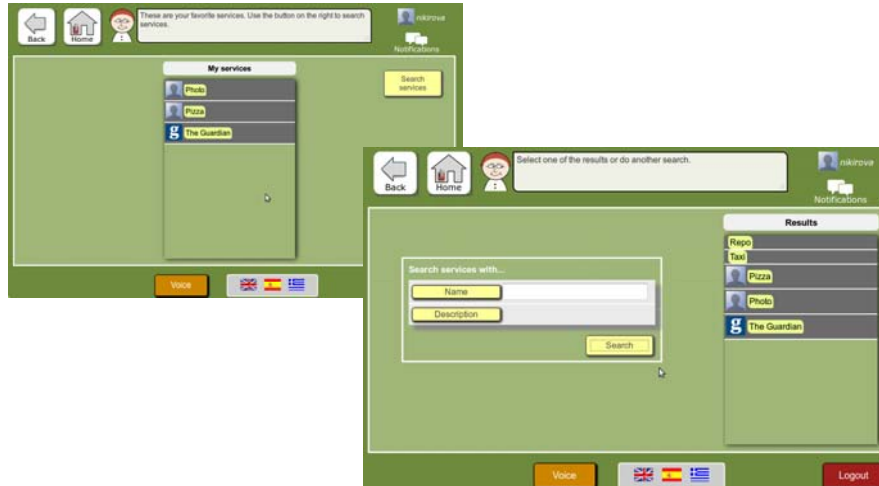 Back
Home
These are your favorite services. Use the button on the right to search
services.
nikirova
Notifications
My services
Photo
Pizza
g The Guardian
Search
services
Voice
Back
Home
Select one of the results or do another search.
nikirova
Notifications
Results
Repo
Taxi
Pizza
Photo
g The Guardian
Search services with...
Name
Description
Search
Voice
Logout